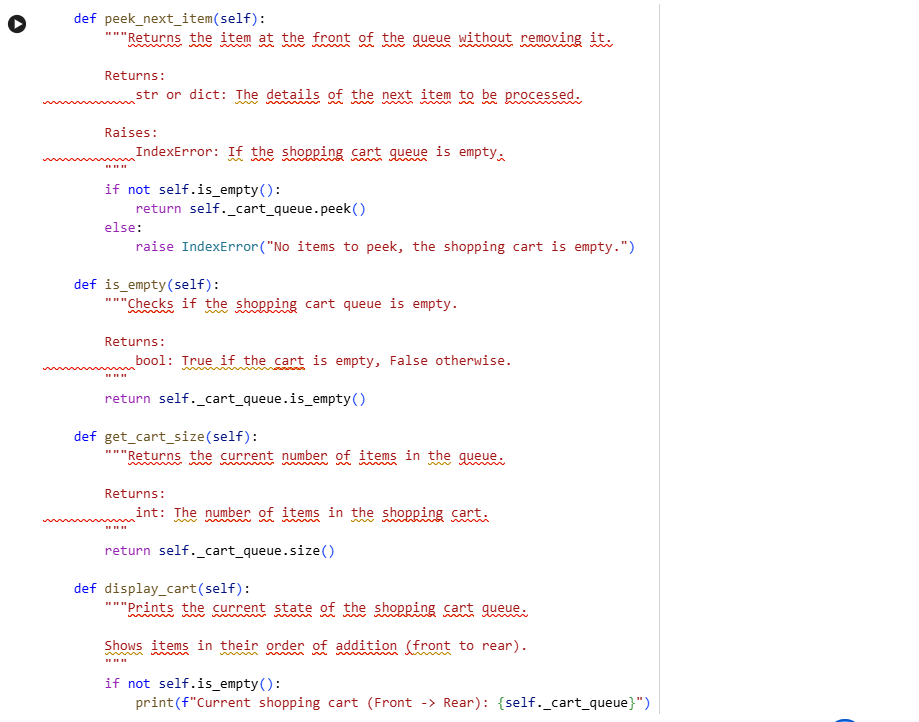 def peek_next_item(self):
"""Returns the item at the front of the queue without removing it.
Returns:
str or dict: The details of the next item to be processed.
Raises:
IndexError: If the shopping cart queue is empty.
"""
if not self.is_empty():
return self._cart_queue.peek()
else:
raise IndexError("No items to peek, the shopping cart is empty.")
def is_empty(self):
"""Checks if the shopping cart queue is empty.
Returns:
bool: True if the cart is empty, False otherwise.
"""
return self._cart_queue.is_empty()
def get_cart_size(self):
"""Returns the current number of items in the queue.
Returns:
int: The number of items in the shopping cart.
"""
return self._cart_queue.size()
def display_cart(self):
"""Prints the current state of the shopping cart queue.
Shows items in their order of addition (front to rear).
"""
if not self.is_empty():
print(f"Current shopping cart (Front -> Rear): {self._cart_queue}")